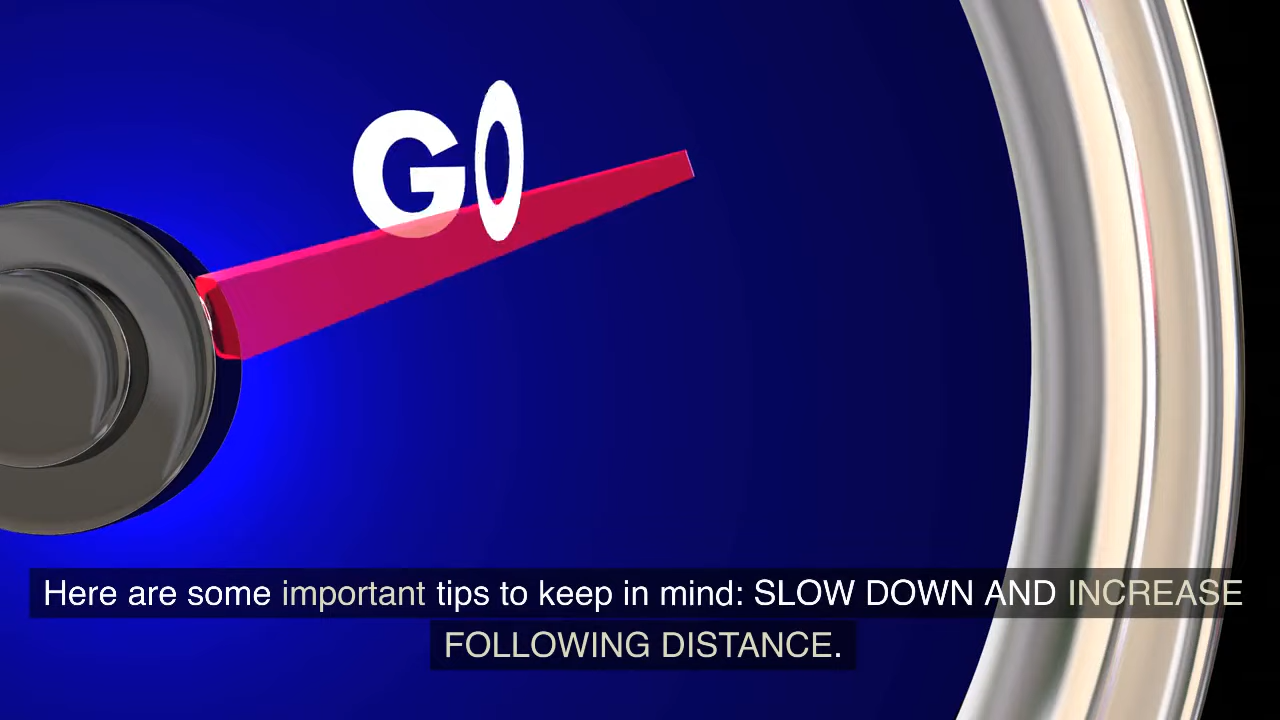 GO
Here are some important tips to keep in mind: SLOW DOWN AND INCREASE
FOLLOWING DISTANCE.